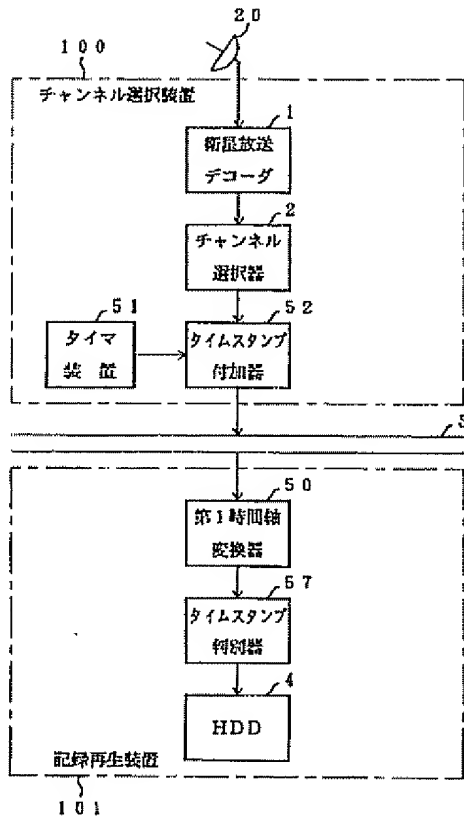 20
100
チャンネル選択装置
1
衛星放送
デコーダ
2
チャンネル
選択器
51
52
タイマ
装 置
タイムスタンプ
付加器
3
50
第1時間軸
変換器
57
タイムスタンプ
判別器
4
HDD
記録再生装置
101